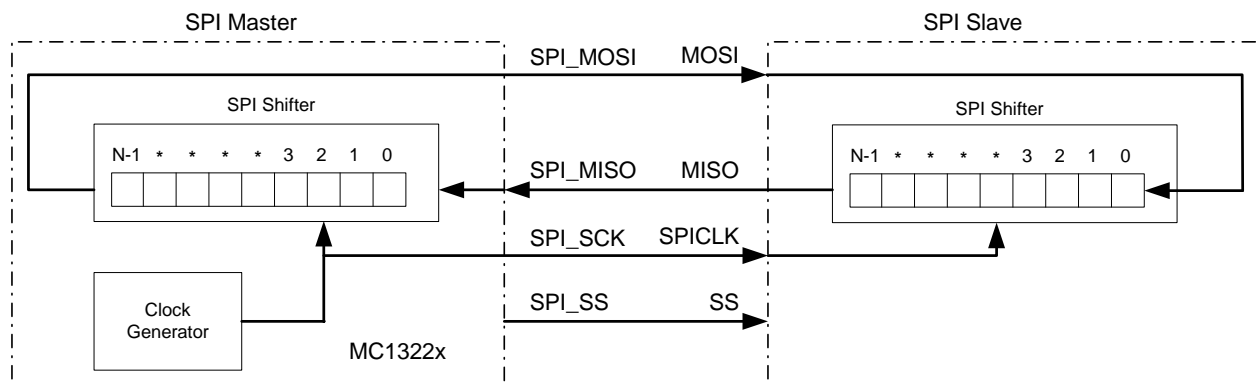 SPI Master SPI Slave
SPI_MOSI MOSI
SPI Shifter SPI Shifter
N-1 * * * * 3 2 1 0 N-1 * * * * 3 2 1 0
SPI_MISO MISO
SPI_SCK SPICLK
SPI_SS SS
Clock
Generator
MC1322x